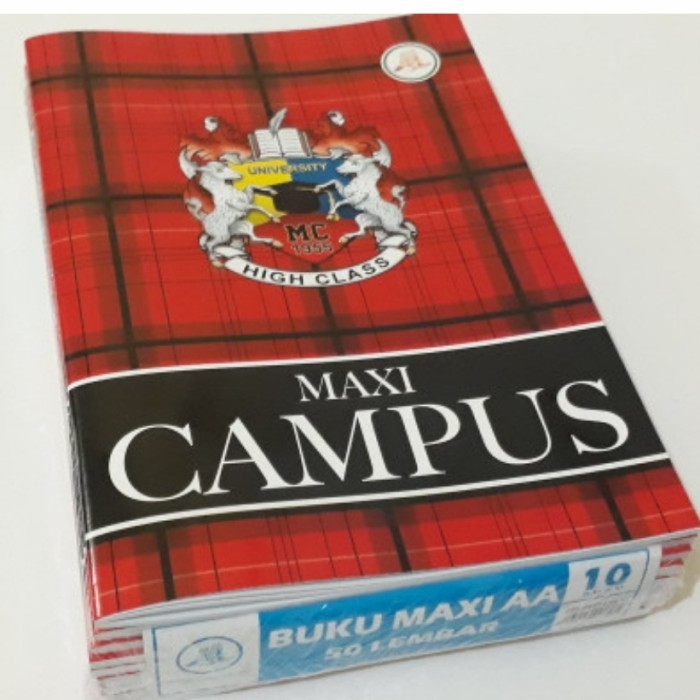 UNIVERSITY
MC
1955
HIGH CLASS
MAXI
CAMPUS
BUKU MAXI AA
50 LEMBAR
10